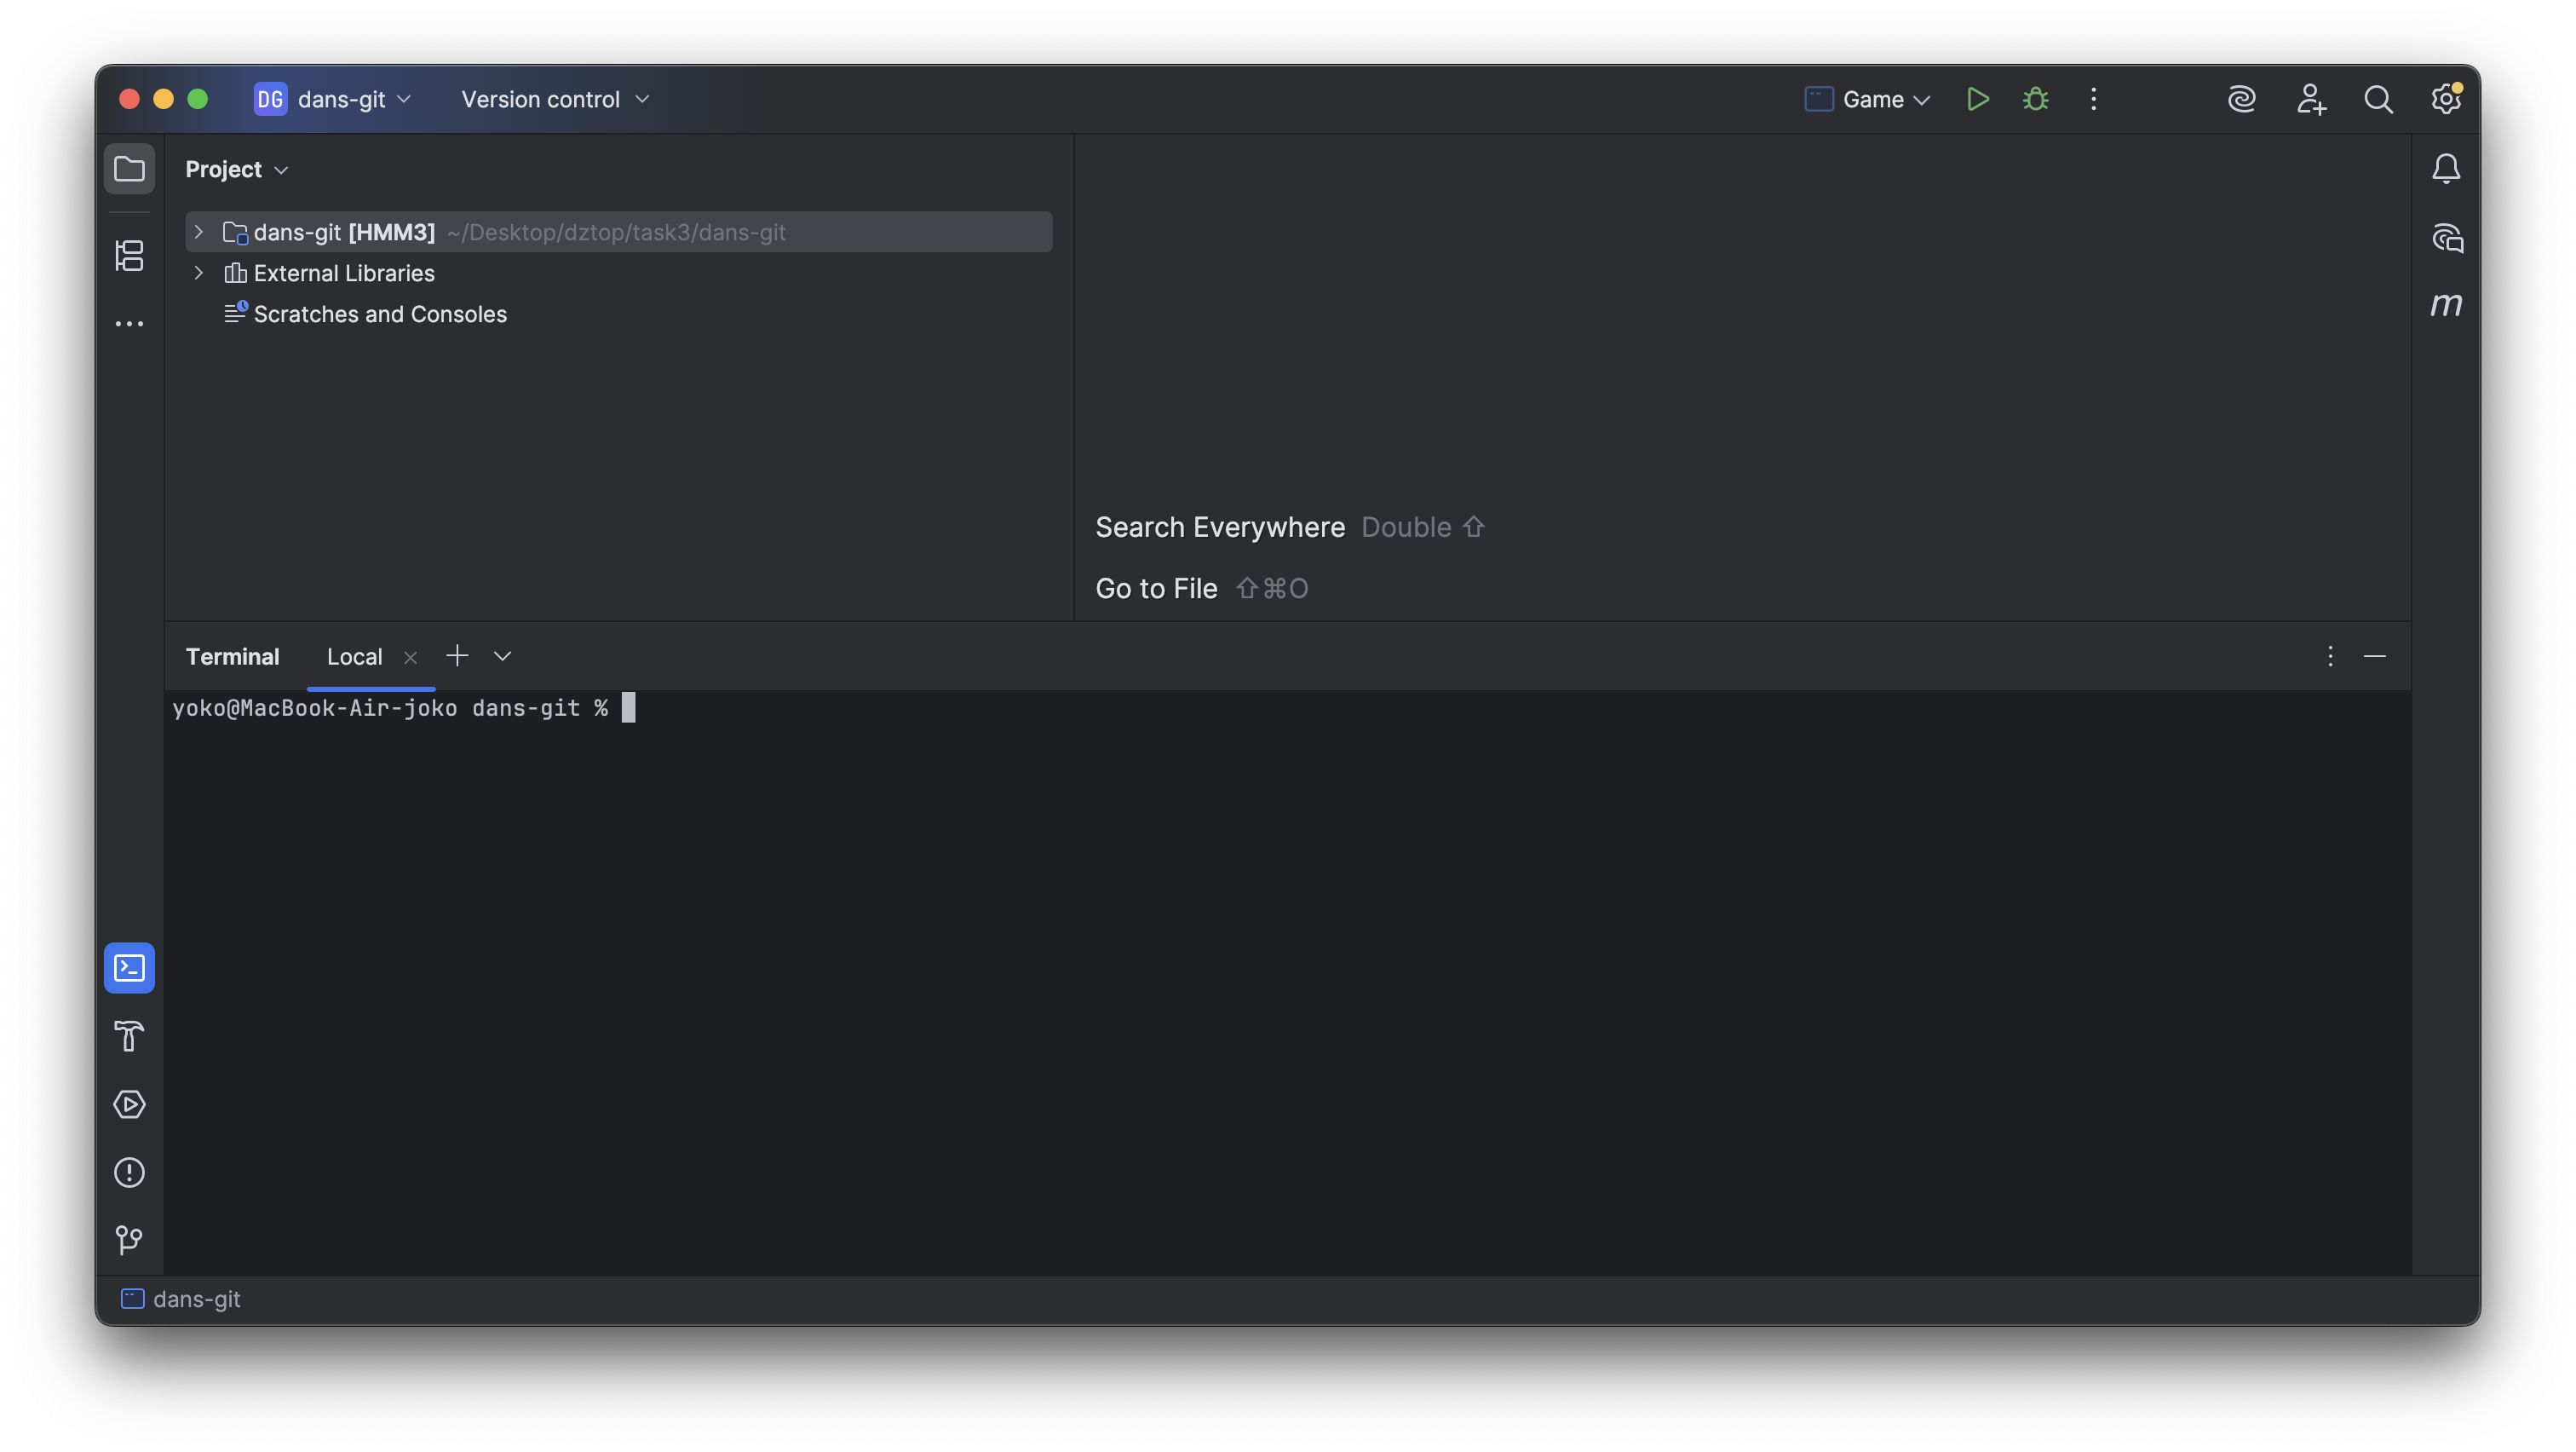 DG dans-git Version control Game
Project
dans-git [HMM3] ~/Desktop/dztop/task3/dans-git
External Libraries
Scratches and Consoles
m
Search Everywhere Double ⇧
Go to File ⇧⌘O
Terminal Local
yoko@MacBook-Air-joko dans-git %
dans-git